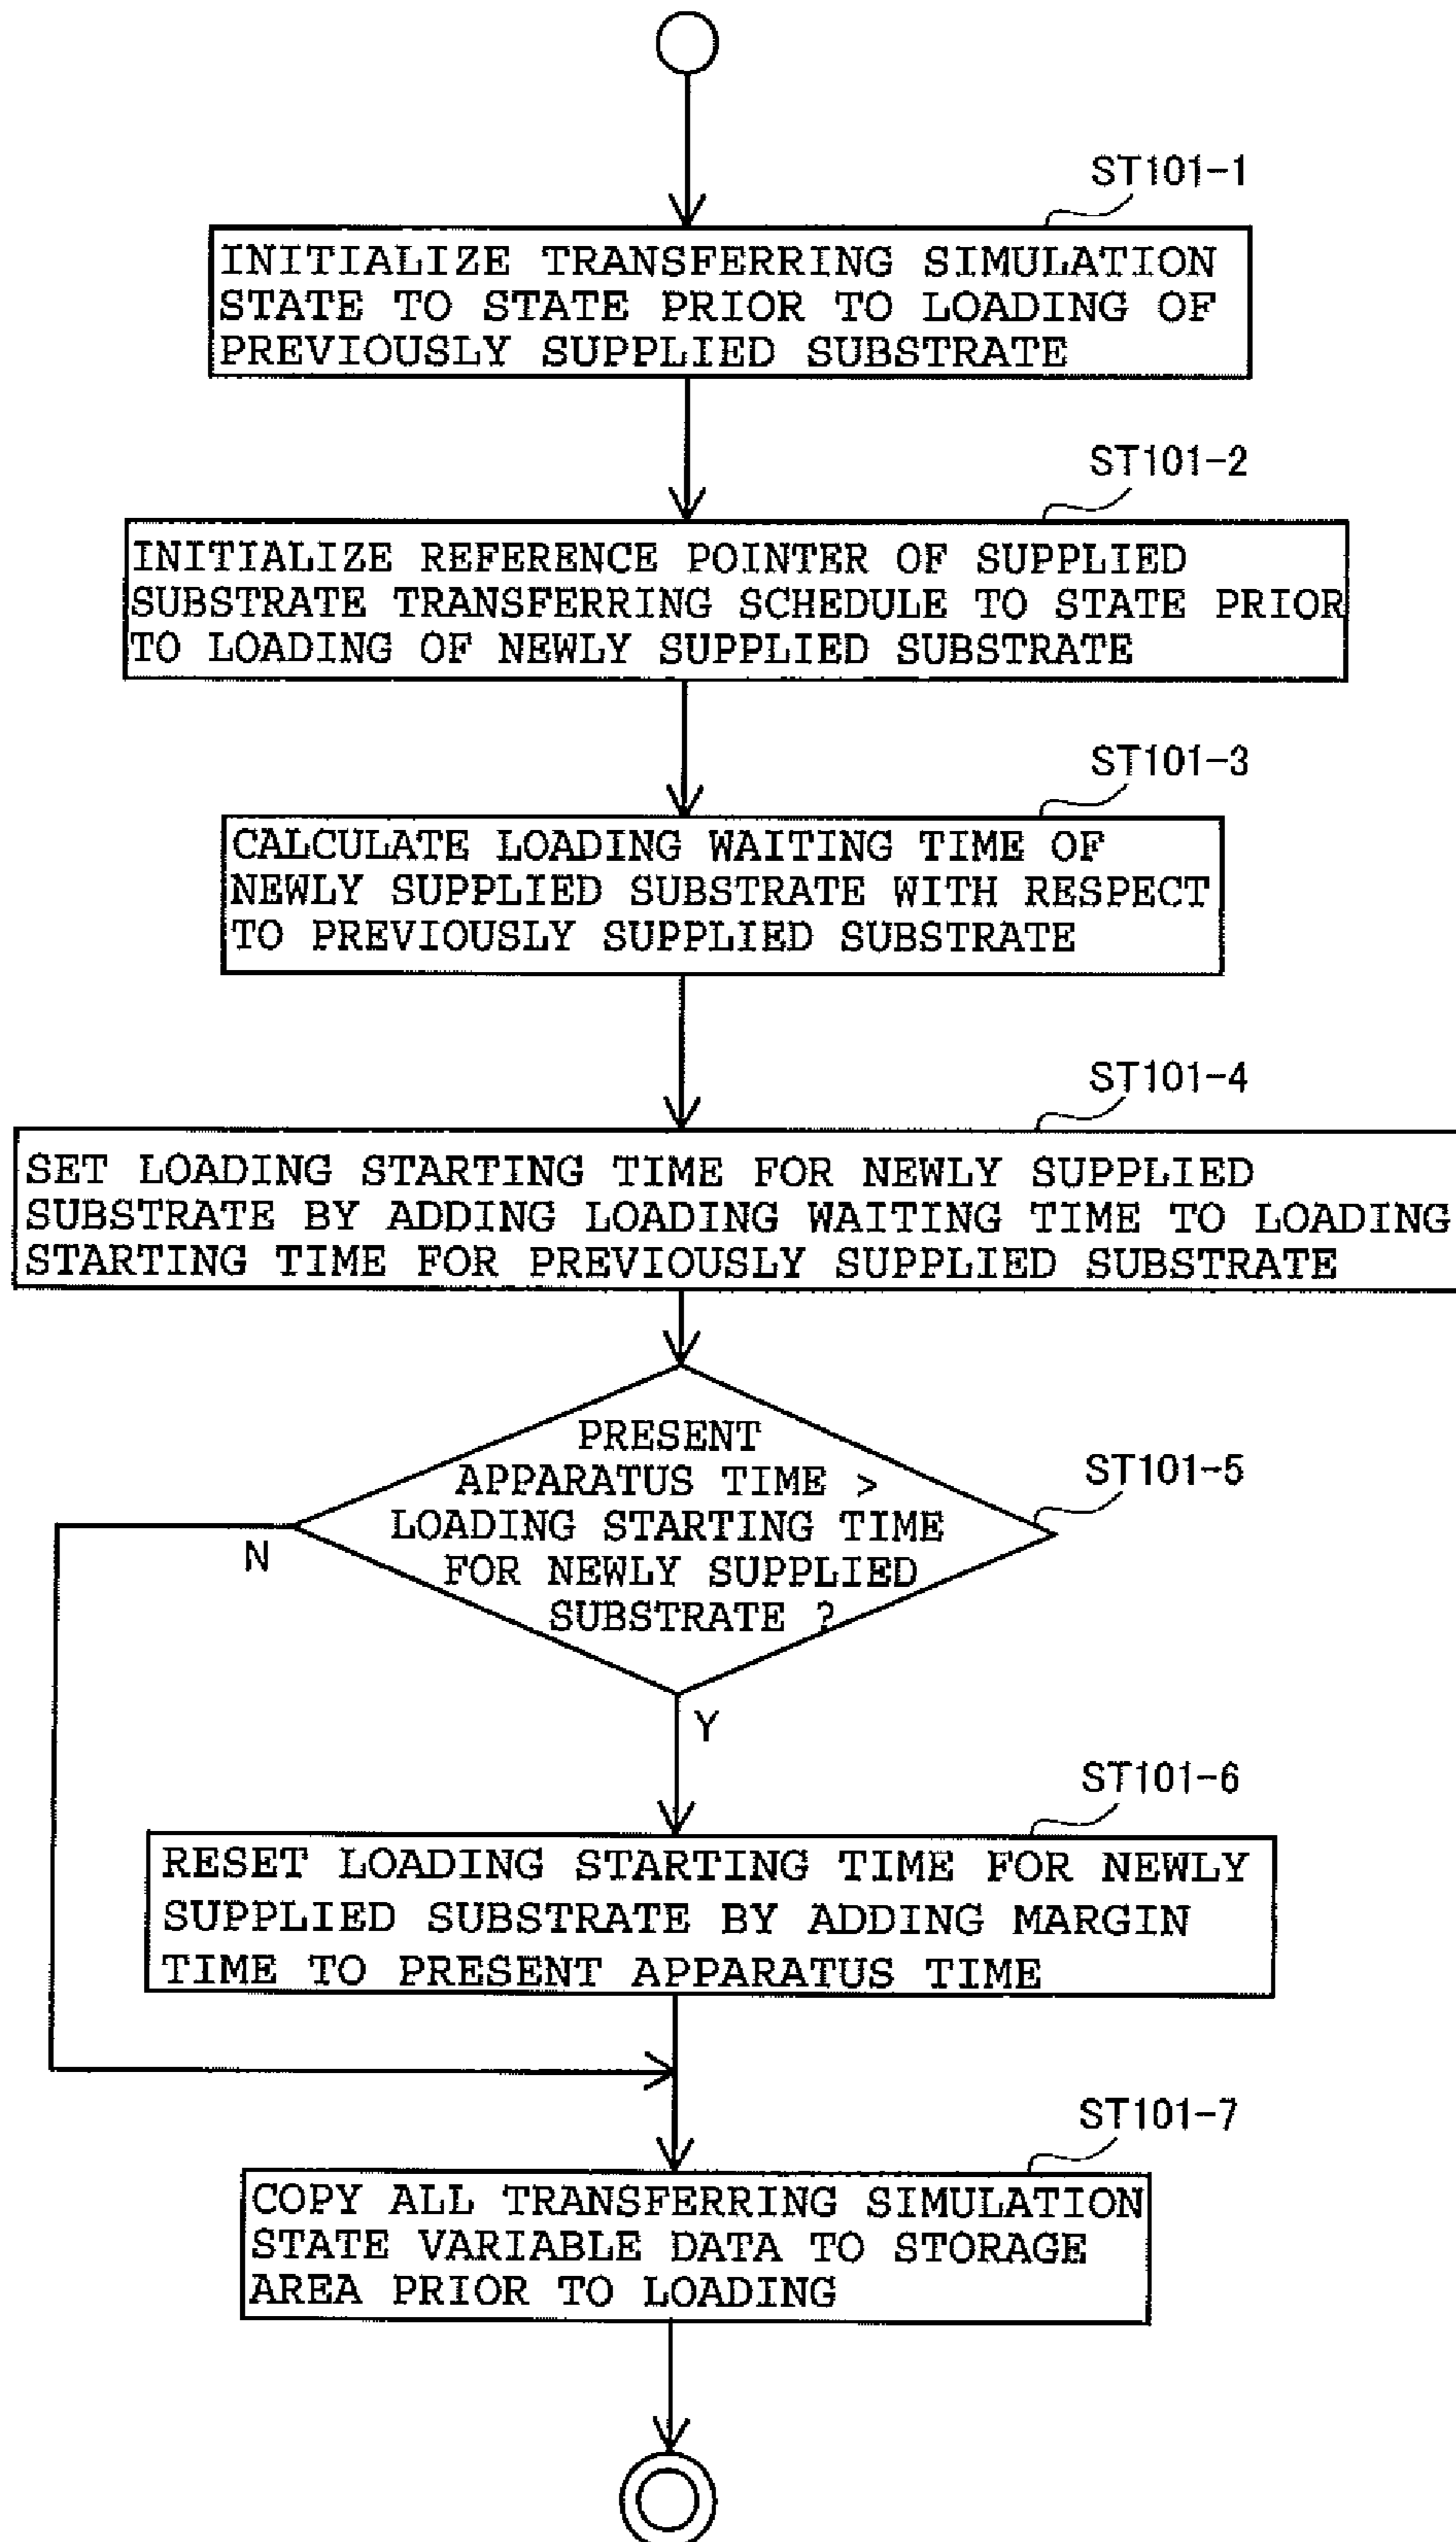 ST101-1
INITIALIZE TRANSFERRING SIMULATION
STATE TO STATE PRIOR TO LOADING OF
PREVIOUSLY SUPPLIED SUBSTRATE
ST101-2
INITIALIZE REFERENCE POINTER OF SUPPLIED
SUBSTRATE TRANSFERRING SCHEDULE TO STATE PRIOR
TO LOADING OF NEWLY SUPPLIED SUBSTRATE
ST101-3
CALCULATE LOADING WAITING TIME OF
NEWLY SUPPLIED SUBSTRATE WITH RESPECT
TO PREVIOUSLY SUPPLIED SUBSTRATE
ST101-4
SET LOADING STARTING TIME FOR NEWLY SUPPLIED
SUBSTRATE BY ADDING LOADING WAITING TIME TO LOADING
STARTING TIME FOR PREVIOUSLY SUPPLIED SUBSTRATE
PRESENT
APPARATUS TIME >
LOADING STARTING TIME
FOR NEWLY SUPPLIED
SUBSTRATE ?
ST101-5
N
Y
ST101-6
RESET LOADING STARTING TIME FOR NEWLY
SUPPLIED SUBSTRATE BY ADDING MARGIN
TIME TO PRESENT APPARATUS TIME
ST101-7
COPY ALL TRANSFERRING SIMULATION
STATE VARIABLE DATA TO STORAGE
AREA PRIOR TO LOADING